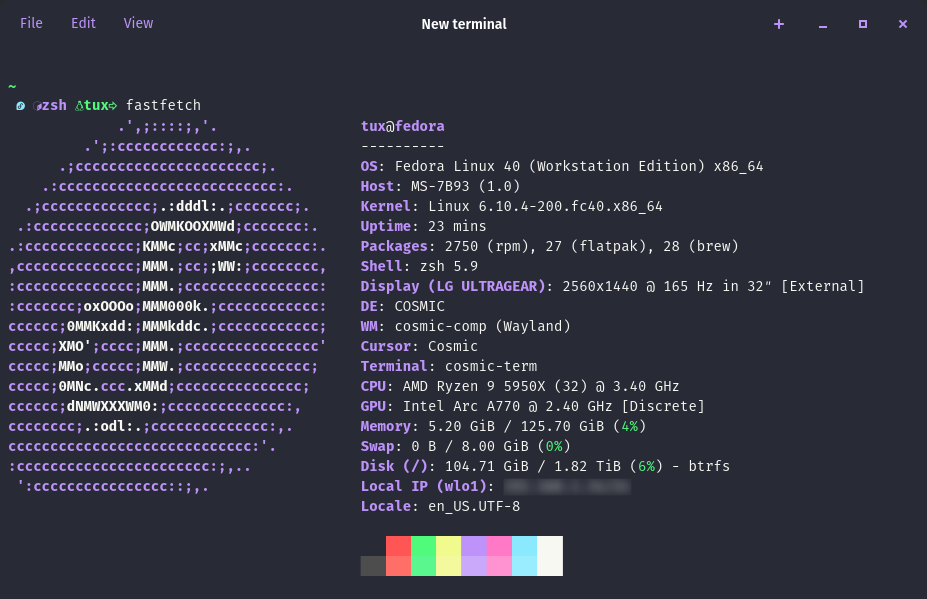 File Edit View New terminal
~
zsh tux fastfetch
.',;::::;,'.
.';:cccccccccccc:;,.
.;cccccccccccccccccccccc;.
.:cccccccccccccccccccccccccc:.
.;ccccccccccccc;.:dddl:.;ccccccc;.
.:ccccccccccccc;OWMKOOXMWd;ccccccc:.
.:ccccccccccccc;KMMc;cc;xMMc;ccccccc:.
,cccccccccccccc;MMM.;cc;;WW:;cccccccc,
:cccccccccccccc;MMM.;cccccccccccccccc:
:ccccccc;oxOOOo;MMM000k.;cccccccccccc:
cccccc;0MMKxdd:;MMMkddc.;cccccccccccc;
ccccc;XMO';cccc;MMM.;cccccccccccccccc'
ccccc;MMo;ccccc;MMW.;ccccccccccccccc;
ccccc;0MNc.ccc.xMMd;ccccccccccccccc;
cccccc;dNMWXXXWM0:;cccccccccccccc:,
cccccccc;.:odl:.;cccccccccccccc:,.
ccccccccccccccccccccccccccccc:'.
:ccccccccccccccccccccccc:;,..
':cccccccccccccccc::;,.
tux@fedora
----------
OS: Fedora Linux 40 (Workstation Edition) x86_64
Host: MS-7B93 (1.0)
Kernel: Linux 6.10.4-200.fc40.x86_64
Uptime: 23 mins
Packages: 2750 (rpm), 27 (flatpak), 28 (brew)
Shell: zsh 5.9
Display (LG ULTRAGEAR): 2560x1440 @ 165 Hz in 32″ [External]
DE: COSMIC
WM: cosmic-comp (Wayland)
Cursor: Cosmic
Terminal: cosmic-term
CPU: AMD Ryzen 9 5950X (32) @ 3.40 GHz
GPU: Intel Arc A770 @ 2.40 GHz [Discrete]
Memory: 5.20 GiB / 125.70 GiB (4%)
Swap: 0 B / 8.00 GiB (0%)
Disk (/): 104.71 GiB / 1.82 TiB (6%) - btrfs
Local IP (wlo1):
Locale: en_US.UTF-8